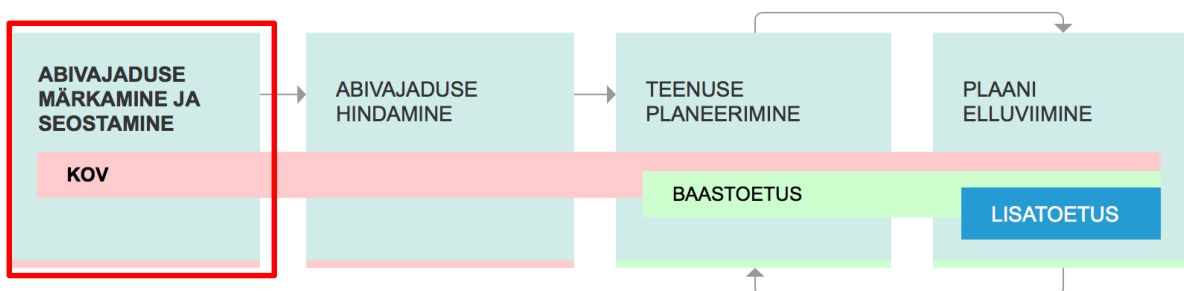 ABIVAJADUSE
MÄRKAMINE JA
SEOSTAMINE
ABIVAJADUSE
HINDAMINE
TEENUSE
PLANEERIMINE
PLAANI
ELLUVIIMINE
KOV
BAASTOETUS
LISATOETUS